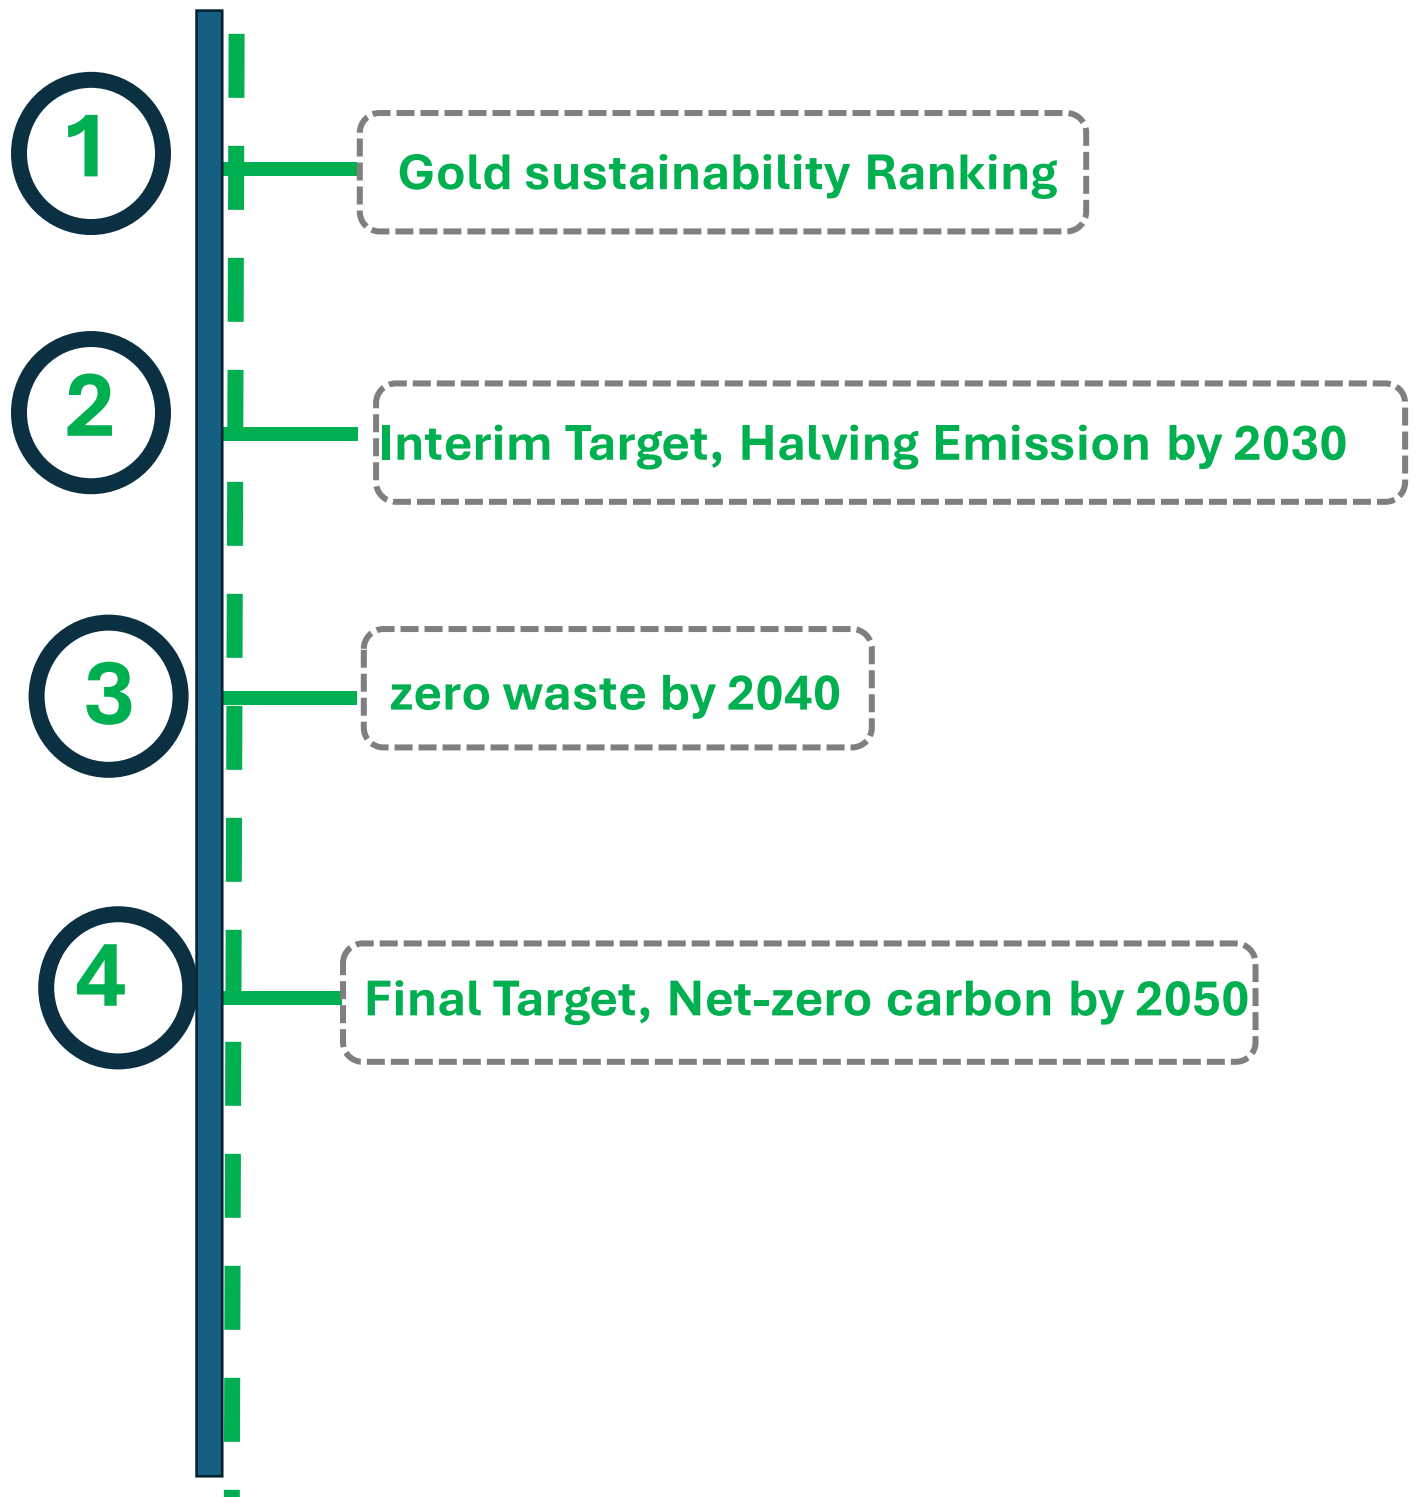 1
Gold sustainability Ranking
2
Interim Target, Halving Emission by 2030
3
zero waste by 2040
4
Final Target, Net-zero carbon by 2050